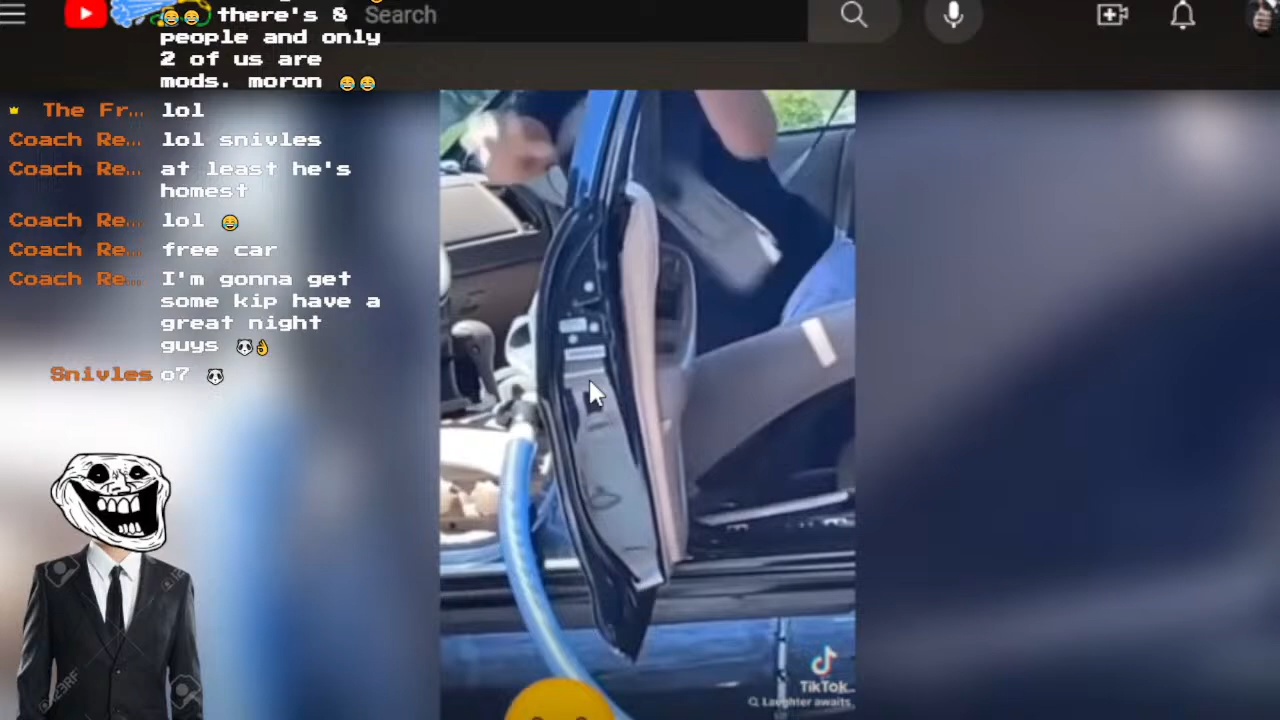 Search
😂😂 there's &
people and only
2 of us are
mods. moron 😂😂
The Fr… lol
Coach Re… lol snivles
Coach Re… at least he's
homest
Coach Re… lol 😂
Coach Re… free car
Coach Re… I'm gonna get
some kip have a
great night
guys 🐼👌
Snivles o7 🐼
123RF
TikTok
Laughter awaits